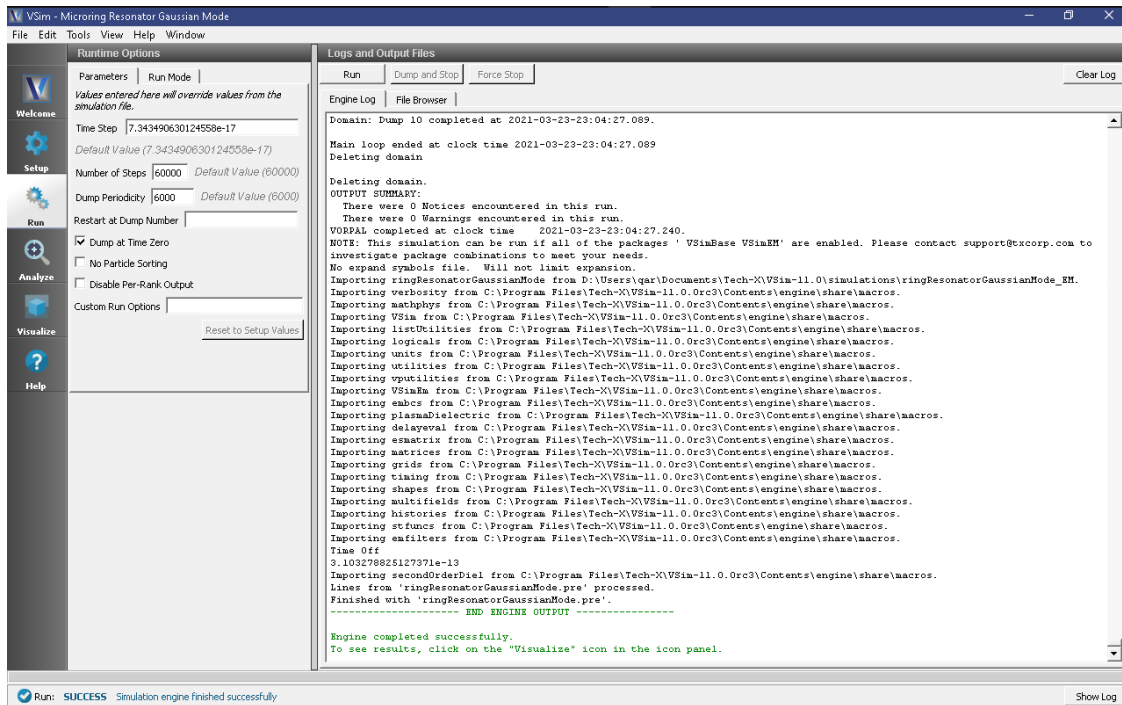 VSim - Microring Resonator Gaussian Mode
File Edit Tools View Help Window
Welcome
Setup
Run
Analyze
Visualize
Help
Runtime Options
Parameters
Run Mode
Values entered here will override values from the
simulation file.
Time Step 7.343490630124558e-17
Default Value (7.343490630124558e-17)
Number of Steps 60000 Default Value (60000)
Dump Periodicity 6000 Default Value (6000)
Restart at Dump Number
Dump at Time Zero
No Particle Sorting
Disable Per-Rank Output
Custom Run Options
Reset to Setup Values
Logs and Output Files
Run Dump and Stop Force Stop Clear Log
Engine Log File Browser
Domain: Dump 10 completed at 2021-03-23-23:04:27.089.
Main loop ended at clock time 2021-03-23-23:04:27.089
Deleting domain
Deleting domain.
OUTPUT SUMMARY:
There were 0 Notices encountered in this run.
There were 0 Warnings encountered in this run.
VORPAL completed at clock time 2021-03-23-23:04:27.240.
NOTE: This simulation can be run if all of the packages ' VSimBase VSimEM' are enabled. Please contact support@txcorp.com to
investigate package combinations to meet your needs.
No expand symbols file. Will not limit expansion.
Importing ringResonatorGaussianMode from D:\Users\qar\Documents\Tech-X\VSim-11.0\simulations\ringResonatorGaussianMode_EM.
Importing verbosity from C:\Program Files\Tech-X\VSim-11.0.0rc3\Contents\engine\share\macros.
Importing mathphys from C:\Program Files\Tech-X\VSim-11.0.0rc3\Contents\engine\share\macros.
Importing VSim from C:\Program Files\Tech-X\VSim-11.0.0rc3\Contents\engine\share\macros.
Importing listUtilities from C:\Program Files\Tech-X\VSim-11.0.0rc3\Contents\engine\share\macros.
Importing logicals from C:\Program Files\Tech-X\VSim-11.0.0rc3\Contents\engine\share\macros.
Importing units from C:\Program Files\Tech-X\VSim-11.0.0rc3\Contents\engine\share\macros.
Importing utilities from C:\Program Files\Tech-X\VSim-11.0.0rc3\Contents\engine\share\macros.
Importing vputilities from C:\Program Files\Tech-X\VSim-11.0.0rc3\Contents\engine\share\macros.
Importing VSimEm from C:\Program Files\Tech-X\VSim-11.0.0rc3\Contents\engine\share\macros.
Importing embcs from C:\Program Files\Tech-X\VSim-11.0.0rc3\Contents\engine\share\macros.
Importing plasmaDielectric from C:\Program Files\Tech-X\VSim-11.0.0rc3\Contents\engine\share\macros.
Importing delayeval from C:\Program Files\Tech-X\VSim-11.0.0rc3\Contents\engine\share\macros.
Importing esmatrix from C:\Program Files\Tech-X\VSim-11.0.0rc3\Contents\engine\share\macros.
Importing matrices from C:\Program Files\Tech-X\VSim-11.0.0rc3\Contents\engine\share\macros.
Importing grids from C:\Program Files\Tech-X\VSim-11.0.0rc3\Contents\engine\share\macros.
Importing timing from C:\Program Files\Tech-X\VSim-11.0.0rc3\Contents\engine\share\macros.
Importing shapes from C:\Program Files\Tech-X\VSim-11.0.0rc3\Contents\engine\share\macros.
Importing multifields from C:\Program Files\Tech-X\VSim-11.0.0rc3\Contents\engine\share\macros.
Importing histories from C:\Program Files\Tech-X\VSim-11.0.0rc3\Contents\engine\share\macros.
Importing stfuncs from C:\Program Files\Tech-X\VSim-11.0.0rc3\Contents\engine\share\macros.
Importing emfilters from C:\Program Files\Tech-X\VSim-11.0.0rc3\Contents\engine\share\macros.
Time Off
3.103278825127371e-13
Importing secondOrderDiel from C:\Program Files\Tech-X\VSim-11.0.0rc3\Contents\engine\share\macros.
Lines from 'ringResonatorGaussianMode.pre' processed.
Finished with 'ringResonatorGaussianMode.pre'.
--------------------- END ENGINE OUTPUT ----------------
Engine completed successfully.
To see results, click on the "Visualize" icon in the icon panel.
Run: SUCCESS Simulation engine finished successfully
Show Log